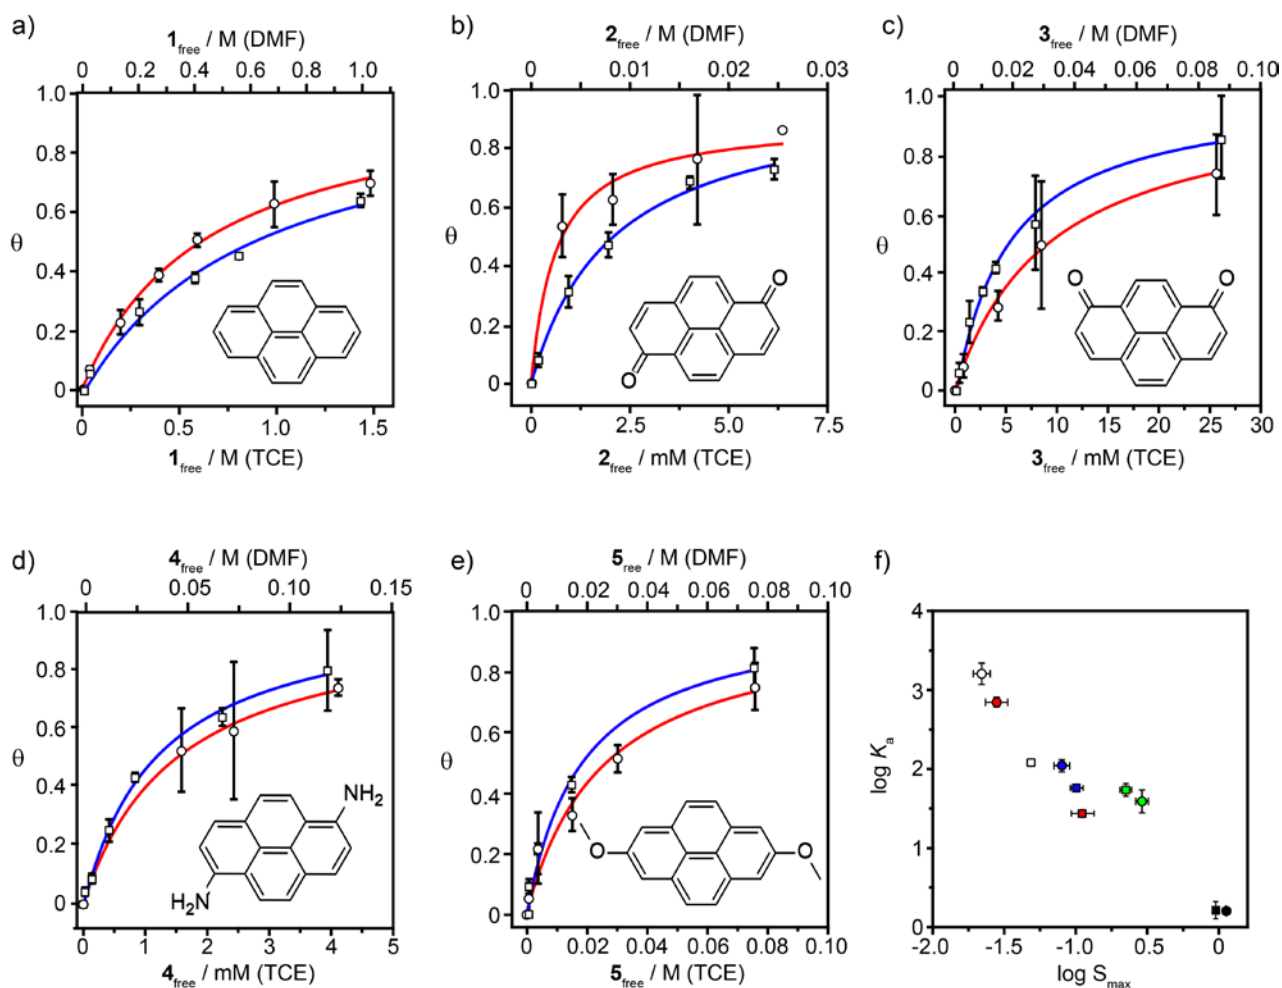 a)
1free / M (DMF)
0 0.2 0.4 0.6 0.8 1.0
1.0
0.8
0.6
θ
0.4
0.2
0
0 0.5 1.0 1.5
1free / M (TCE)
b)
2free / M (DMF)
0 0.01 0.02 0.03
1.0
0.8
0.6
θ
0.4
0.2
0
O
O
0 2.5 5.0 7.5
2free / mM (TCE)
c)
3free / M (DMF)
0 0.02 0.04 0.06 0.08 0.10
1.0
0.8
0.6
θ
0.4
0.2
0
O O
0 5 10 15 20 25 30
3free / mM (TCE)
d)
4free / M (DMF)
0 0.05 0.10 0.15
1.0
0.8
0.6
θ
0.4
0.2
0
NH2
H2N
0 1 2 3 4 5
4free / mM (TCE)
e)
5ree / M (DMF)
0 0.02 0.04 0.06 0.08 0.10
1.0
0.8
0.6
θ
0.4
0.2
0
O O
0 0.02 0.04 0.06 0.08 0.10
5free / M (TCE)
f)
4
3
2
1
0
log Ka
-2.0 -1.5 -1.0 -0.5 0
log Smax